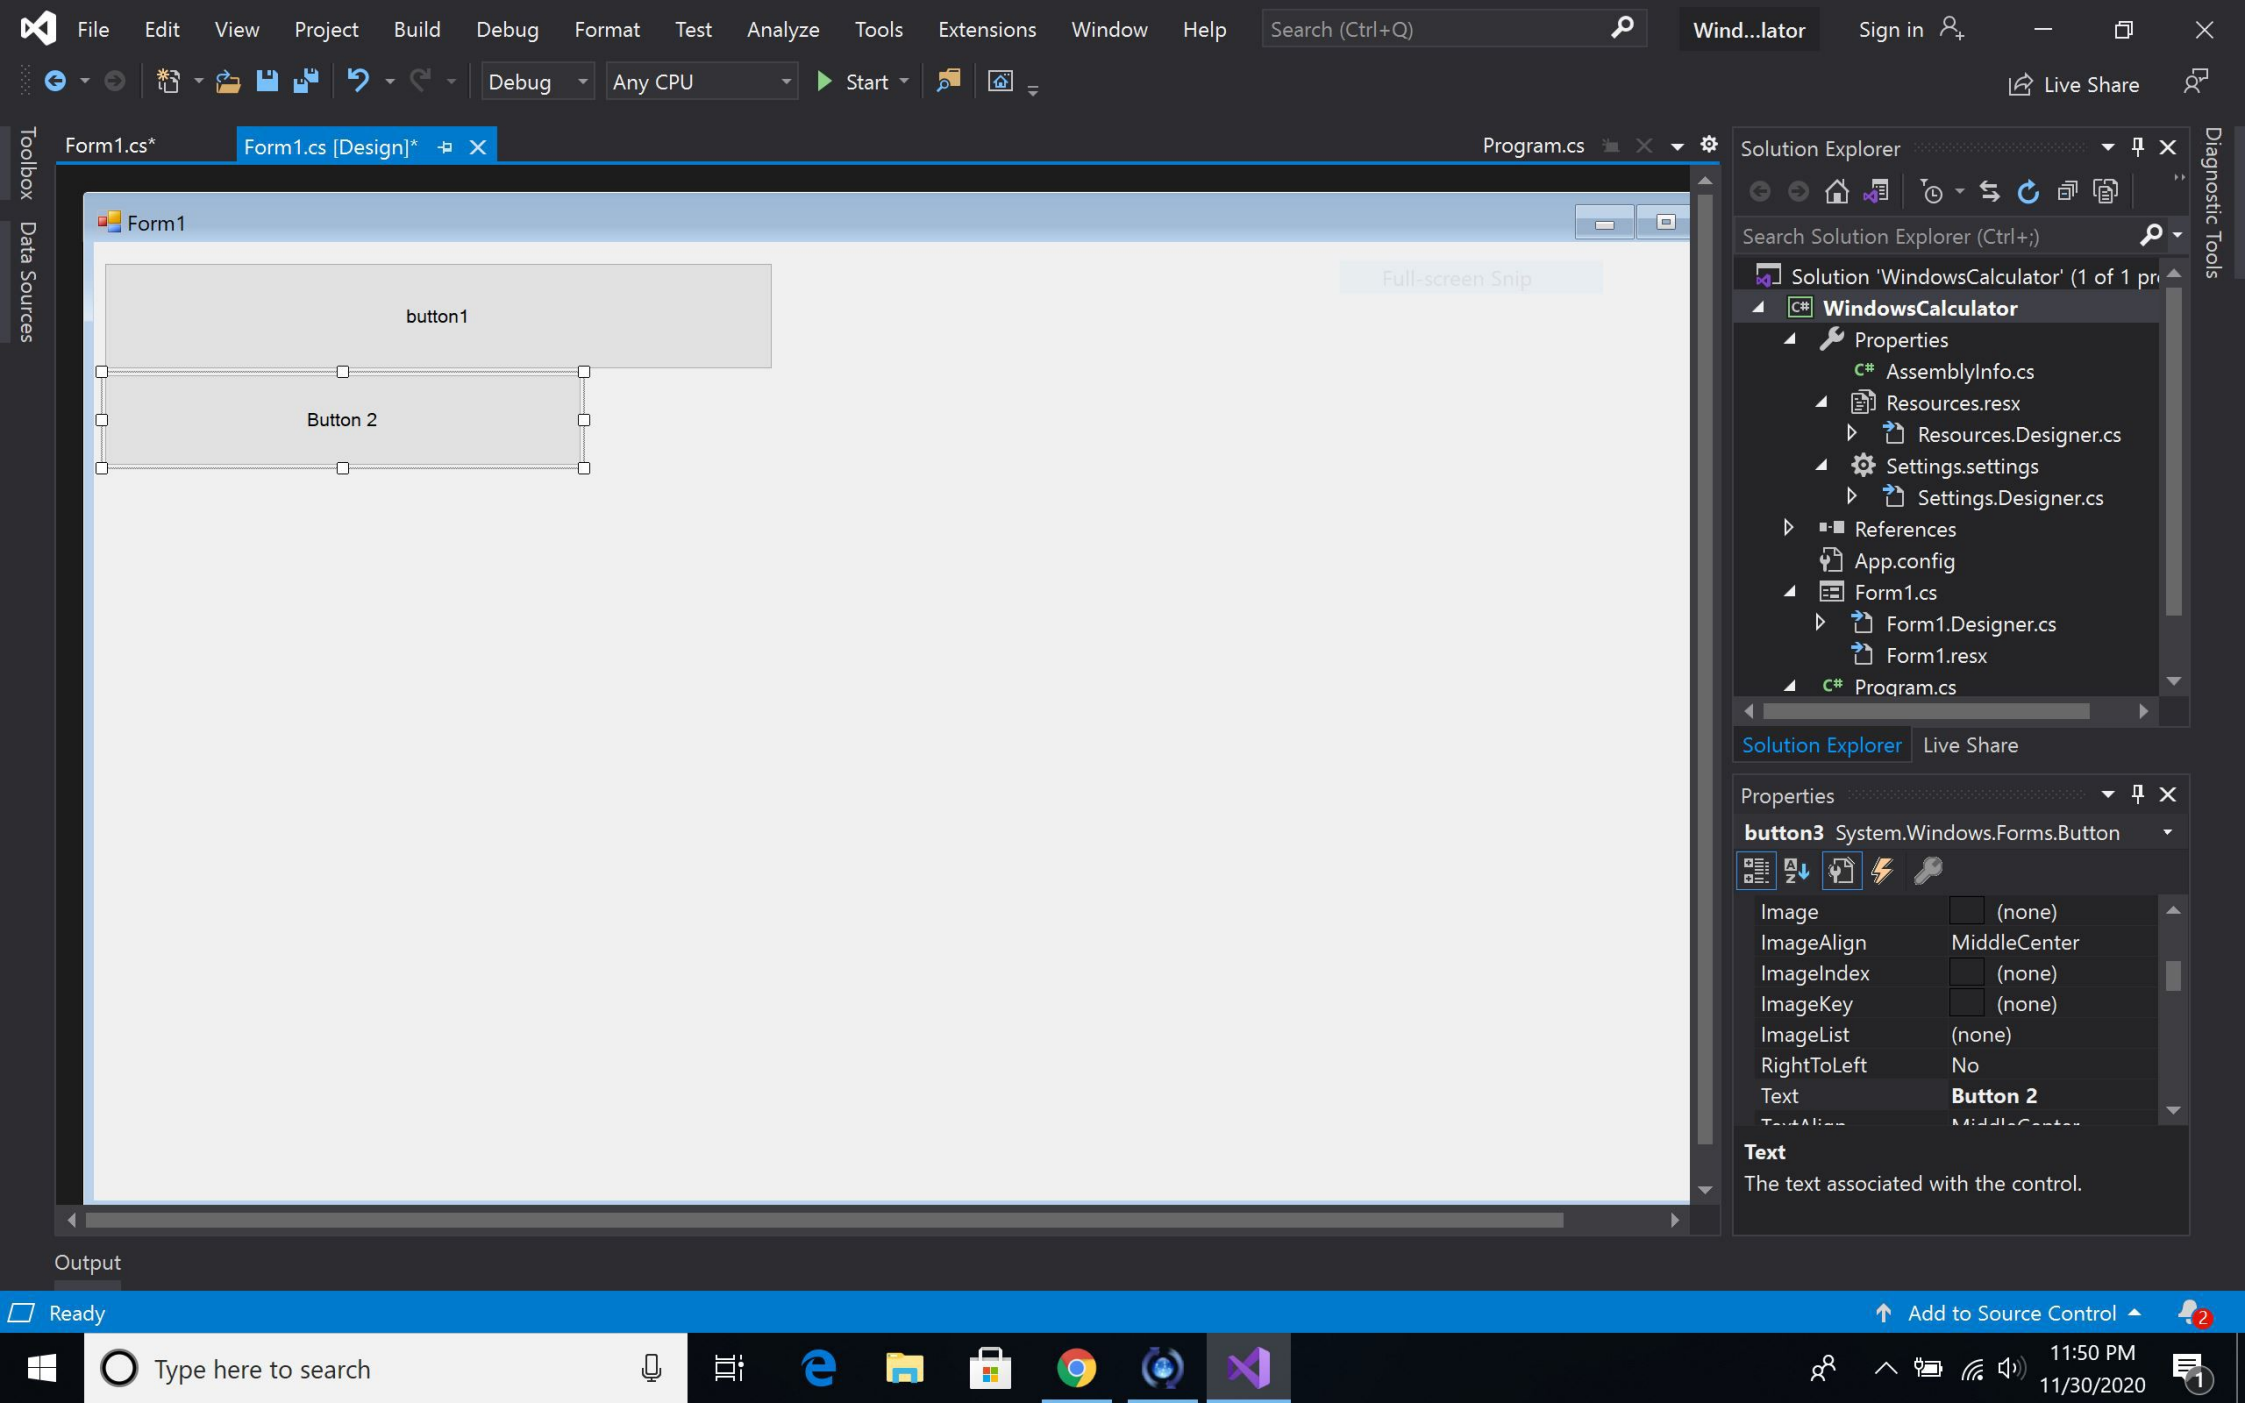 File Edit View Project Build Debug Format Test Analyze Tools Extensions Window Help Search (Ctrl+Q) Wind...lator Sign in
Debug Any CPU Start Live Share
Toolbox
Data Sources
Form1.cs* Form1.cs [Design]* Program.cs
Form1
Full-screen Snip
button1
Button 2
Solution Explorer
Search Solution Explorer (Ctrl+;)
Solution 'WindowsCalculator' (1 of 1 pr
C# WindowsCalculator
Properties
C# AssemblyInfo.cs
Resources.resx
Resources.Designer.cs
Settings.settings
Settings.Designer.cs
References
App.config
Form1.cs
Form1.Designer.cs
Form1.resx
C# Program.cs
Solution Explorer Live Share
Diagnostic Tools
Properties
button3 System.Windows.Forms.Button
Image (none)
ImageAlign MiddleCenter
ImageIndex (none)
ImageKey (none)
ImageList (none)
RightToLeft No
Text Button 2
TextAlign MiddleCenter
Text
The text associated with the control.
Output
Ready Add to Source Control 2
Type here to search
11:50 PM
11/30/2020
1